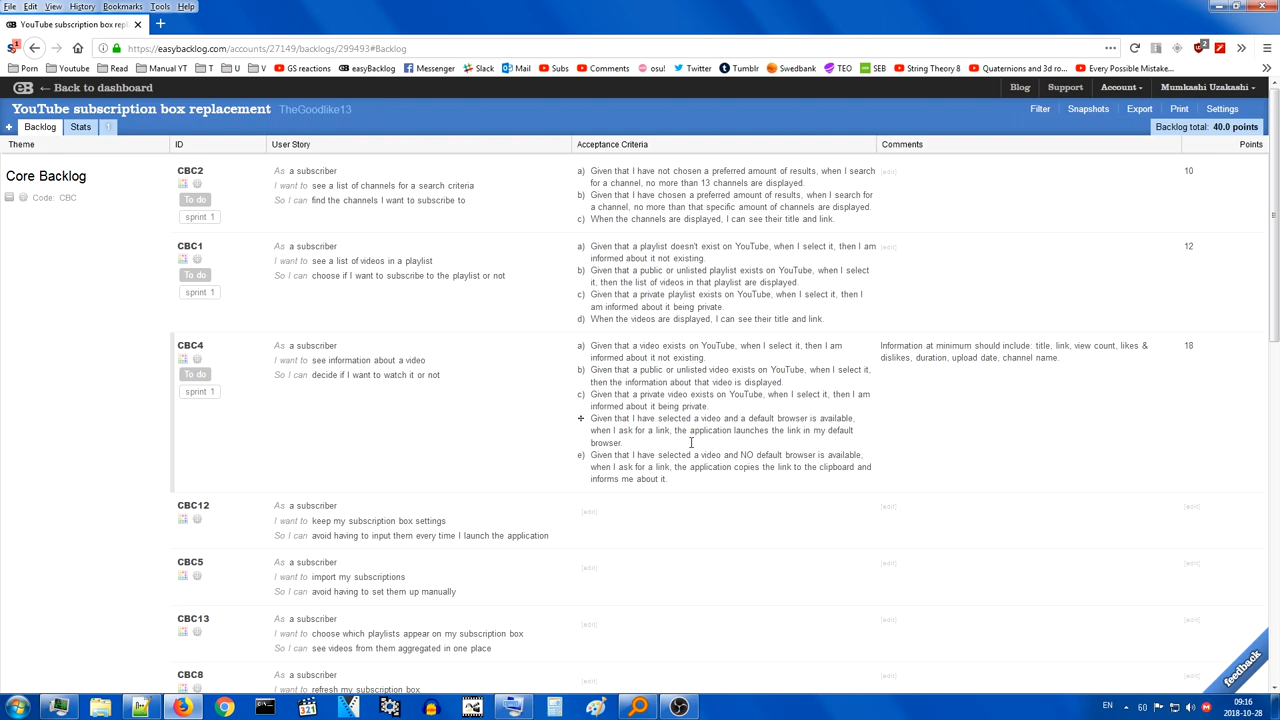 File Edit View History Bookmarks Tools Help
YouTube subscription box repl
https://easybacklog.com/accounts/27149/backlogs/299493#Backlog
Porn Youtube Read Manual YT T U V GS reactions easyBacklog Messenger Slack Mail Subs Comments osu! Twitter Tumblr Swedbank TEO SEB String Theory 8 Quaternions and 3d ro... Every Possible Mistake...
← Back to dashboard Blog Support Account Mumkashi Uzakashi
YouTube subscription box replacement TheGoodlike13 Filter Snapshots Export Print Settings
Backlog Stats 1 Backlog total: 40.0 points
Theme ID User Story Acceptance Criteria Comments Points
Core Backlog
Code: CBC
CBC2
To do
sprint 1
As a subscriber
I want to see a list of channels for a search criteria
So I can find the channels I want to subscribe to
a) Given that I have not chosen a preferred amount of results, when I search
for a channel, no more than 13 channels are displayed.
b) Given that I have chosen a preferred amount of results, when I search for
a channel, no more than that specific amount of channels are displayed.
c) When the channels are displayed, I can see their title and link.
[edit]
10
CBC1
To do
sprint 1
As a subscriber
I want to see a list of videos in a playlist
So I can choose if I want to subscribe to the playlist or not
a) Given that a playlist doesn't exist on YouTube, when I select it, then I am
informed about it not existing.
b) Given that a public or unlisted playlist exists on YouTube, when I select
it, then the list of videos in that playlist are displayed.
c) Given that a private playlist exists on YouTube, when I select it, then I
am informed about it being private.
d) When the videos are displayed, I can see their title and link.
[edit]
12
CBC4
To do
sprint 1
As a subscriber
I want to see information about a video
So I can decide if I want to watch it or not
a) Given that a video exists on YouTube, when I select it, then I am
informed about it not existing.
b) Given that a public or unlisted video exists on YouTube, when I select it,
then the information about that video is displayed.
c) Given that a private video exists on YouTube, when I select it, then I am
informed about it being private.
Given that I have selected a video and a default browser is available,
when I ask for a link, the application launches the link in my default
browser.
e) Given that I have selected a video and NO default browser is available,
when I ask for a link, the application copies the link to the clipboard and
informs me about it.
Information at minimum should include: title, link, view count, likes &
dislikes, duration, upload date, channel name.
18
CBC12
As a subscriber
I want to keep my subscription box settings
So I can avoid having to input them every time I launch the application
[edit] [edit] [edit]
CBC5
As a subscriber
I want to import my subscriptions
So I can avoid having to set them up manually
[edit] [edit] [edit]
CBC13
As a subscriber
I want to choose which playlists appear on my subscription box
So I can see videos from them aggregated in one place
[edit] [edit] [edit]
CBC8
As a subscriber
I want to refresh my subscription box
[edit] [edit] [edit]
feedback
EN 60 09:16
2018-10-28